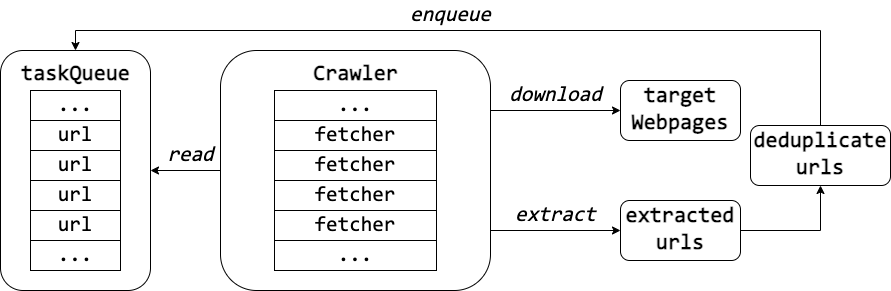 enqueue
taskQueue
...
url
url
url
url
...
read
Crawler
...
fetcher
fetcher
fetcher
fetcher
...
download
target
Webpages
extract
extracted
urls
deduplicate
urls